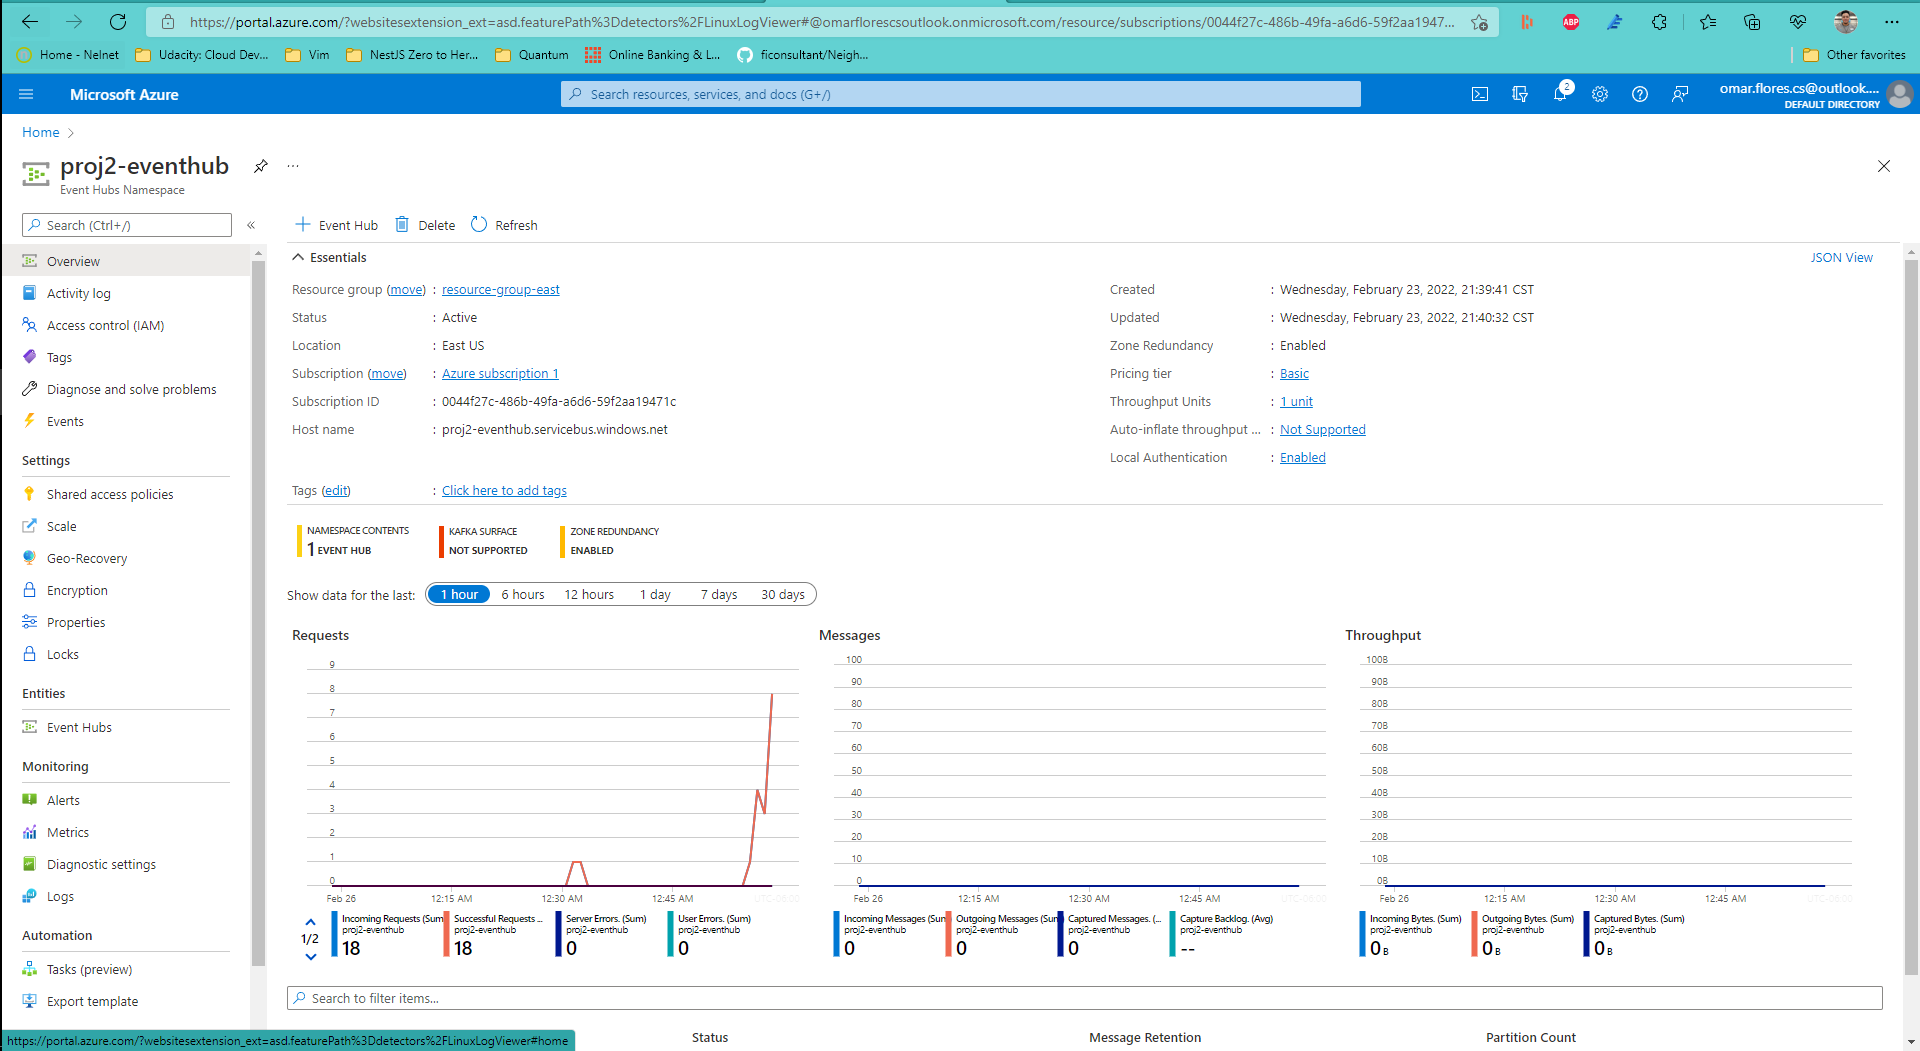 https://portal.azure.com/?websitesextension_ext=asd.featurePath%3Ddetectors%2FLinuxLogViewer#@omarflorescsoutlook.onmicrosoft.com/resource/subscriptions/0044f27c-486b-49fa-a6d6-59f2aa1947...
ABP
Home - Nelnet Udacity: Cloud Dev... Vim NestJS Zero to Her... Quantum Online Banking & L... ficonsultant/Neigh... Other favorites
Microsoft Azure
Search resources, services, and docs (G+/)
2
omar.flores.cs@outlook....
DEFAULT DIRECTORY
Home
proj2-eventhub
...
Event Hubs Namespace
Search (Ctrl+/)
«
Event Hub Delete Refresh
Overview
Activity log
Access control (IAM)
Tags
Diagnose and solve problems
Events
Settings
Shared access policies
Scale
Geo-Recovery
Encryption
Properties
Locks
Entities
Event Hubs
Monitoring
Alerts
Metrics
Diagnostic settings
Logs
Automation
Tasks (preview)
Export template
Essentials
JSON View
Resource group (move) : resource-group-east
Status : Active
Location : East US
Subscription (move) : Azure subscription 1
Subscription ID : 0044f27c-486b-49fa-a6d6-59f2aa19471c
Host name : proj2-eventhub.servicebus.windows.net
Created : Wednesday, February 23, 2022, 21:39:41 CST
Updated : Wednesday, February 23, 2022, 21:40:32 CST
Zone Redundancy : Enabled
Pricing tier : Basic
Throughput Units : 1 unit
Auto-inflate throughput ... : Not Supported
Local Authentication : Enabled
Tags (edit) : Click here to add tags
NAMESPACE CONTENTS
1 EVENT HUB
KAFKA SURFACE
NOT SUPPORTED
ZONE REDUNDANCY
ENABLED
Show data for the last: 1 hour 6 hours 12 hours 1 day 7 days 30 days
Requests
9
8
7
6
5
4
3
2
1
0
Feb 26 12:15 AM 12:30 AM 12:45 AM UTC-06:00
1/2
Incoming Requests (Sum)
proj2-eventhub
18
Successful Requests ...
proj2-eventhub
18
Server Errors. (Sum)
proj2-eventhub
0
User Errors. (Sum)
proj2-eventhub
0
Messages
100
90
80
70
60
50
40
30
20
10
0
Feb 26 12:15 AM 12:30 AM 12:45 AM UTC-06:00
Incoming Messages (Sum
proj2-eventhub
0
Outgoing Messages (Sum
proj2-eventhub
0
Captured Messages. (...
proj2-eventhub
0
Capture Backlog. (Avg)
proj2-eventhub
--
Throughput
100B
90B
80B
70B
60B
50B
40B
30B
20B
10B
0B
Feb 26 12:15 AM 12:30 AM 12:45 AM UTC-06:00
Incoming Bytes. (Sum)
proj2-eventhub
0 B
Outgoing Bytes. (Sum)
proj2-eventhub
0 B
Captured Bytes. (Sum)
proj2-eventhub
0 B
Search to filter items...
Status Message Retention Partition Count
https://portal.azure.com/?websitesextension_ext=asd.featurePath%3Ddetectors%2FLinuxLogViewer#home